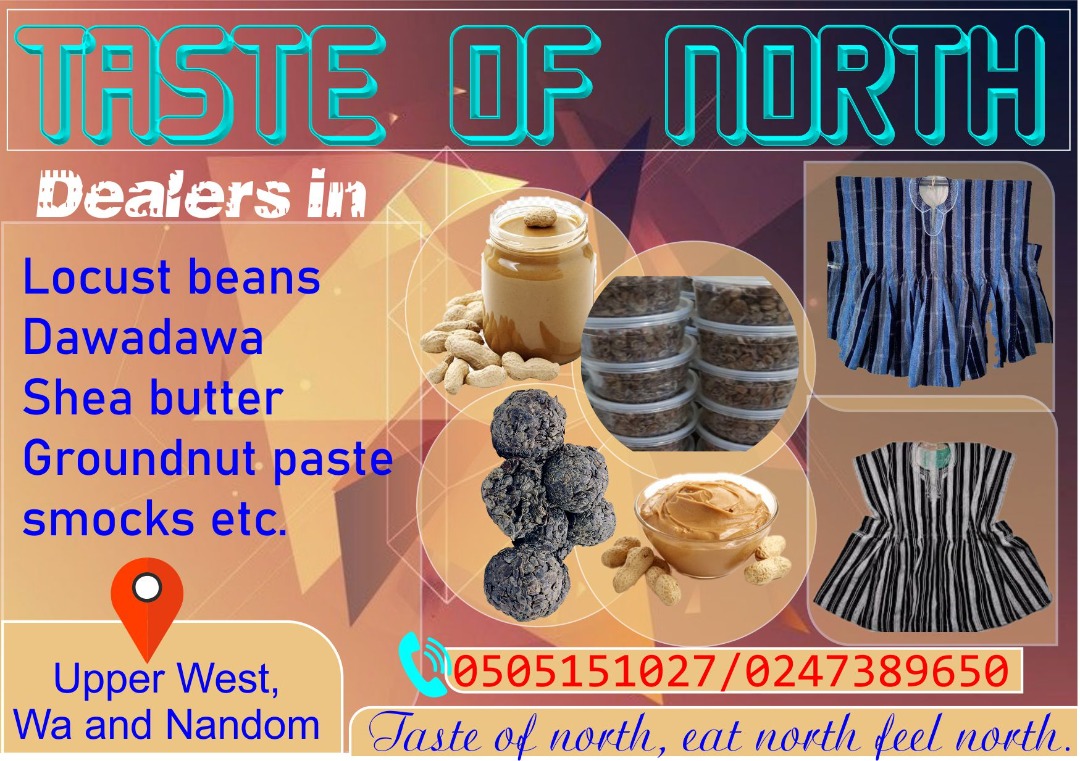 TASTE OF NORTH
Dealers in
Locust beans
Dawadawa
Shea butter
Groundnut paste
smocks etc.
Upper West,
Wa and Nandom
0505151027/0247389650
Taste of north, eat north feel north.